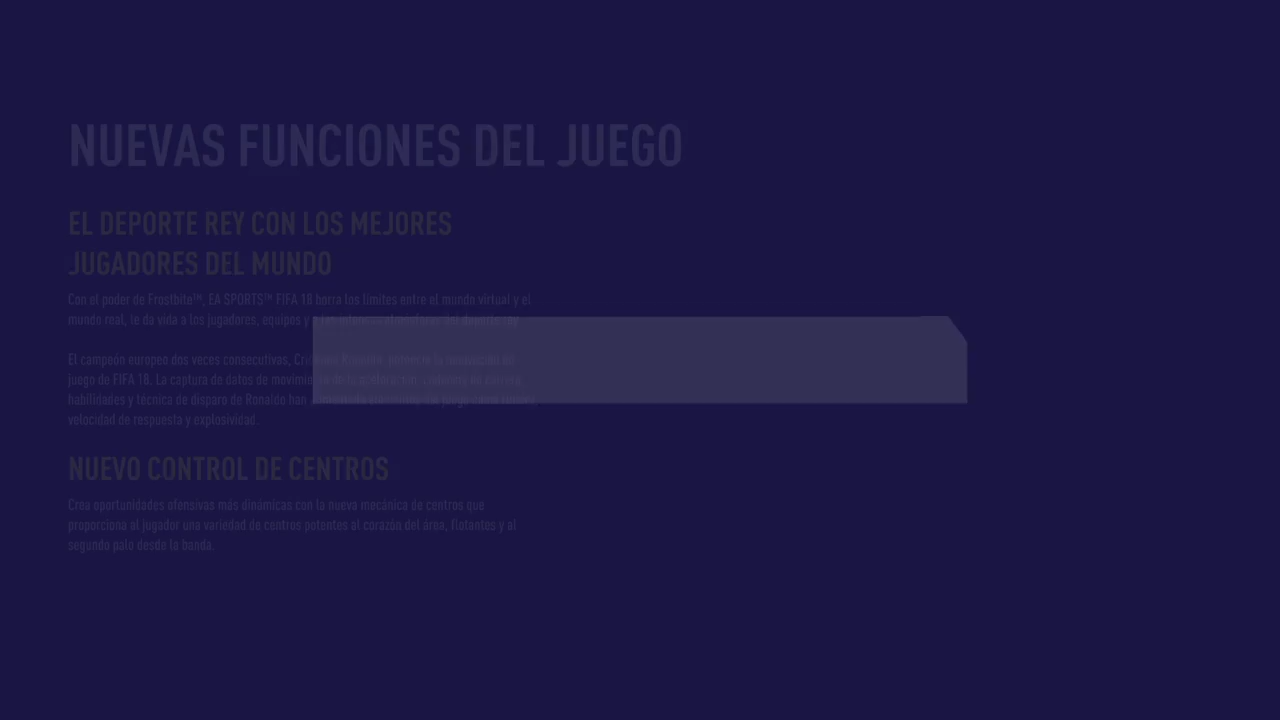 NUEVAS FUNCIONES DEL JUEGO
EL DEPORTE REY CON LOS MEJORES
JUGADORES DEL MUNDO
Con el poder de Frostbite™, EA SPORTS™ FIFA 18 borra los límites entre el mundo virtual y el
mundo real, le da vida a los jugadores, equipos y
El campeón europeo dos veces consecutivas, Cristiano Ronaldo,
juego de FIFA 18. La captura de datos de movimiento
habilidades y técnica de disparo de Ronaldo han
velocidad de respuesta y explosividad.
NUEVO CONTROL DE CENTROS
Crea oportunidades ofensivas más dinámicas con la nueva mecánica de centros que
proporciona al jugador una variedad de centros potentes al corazón del área, flotantes y al
segundo palo desde la banda.